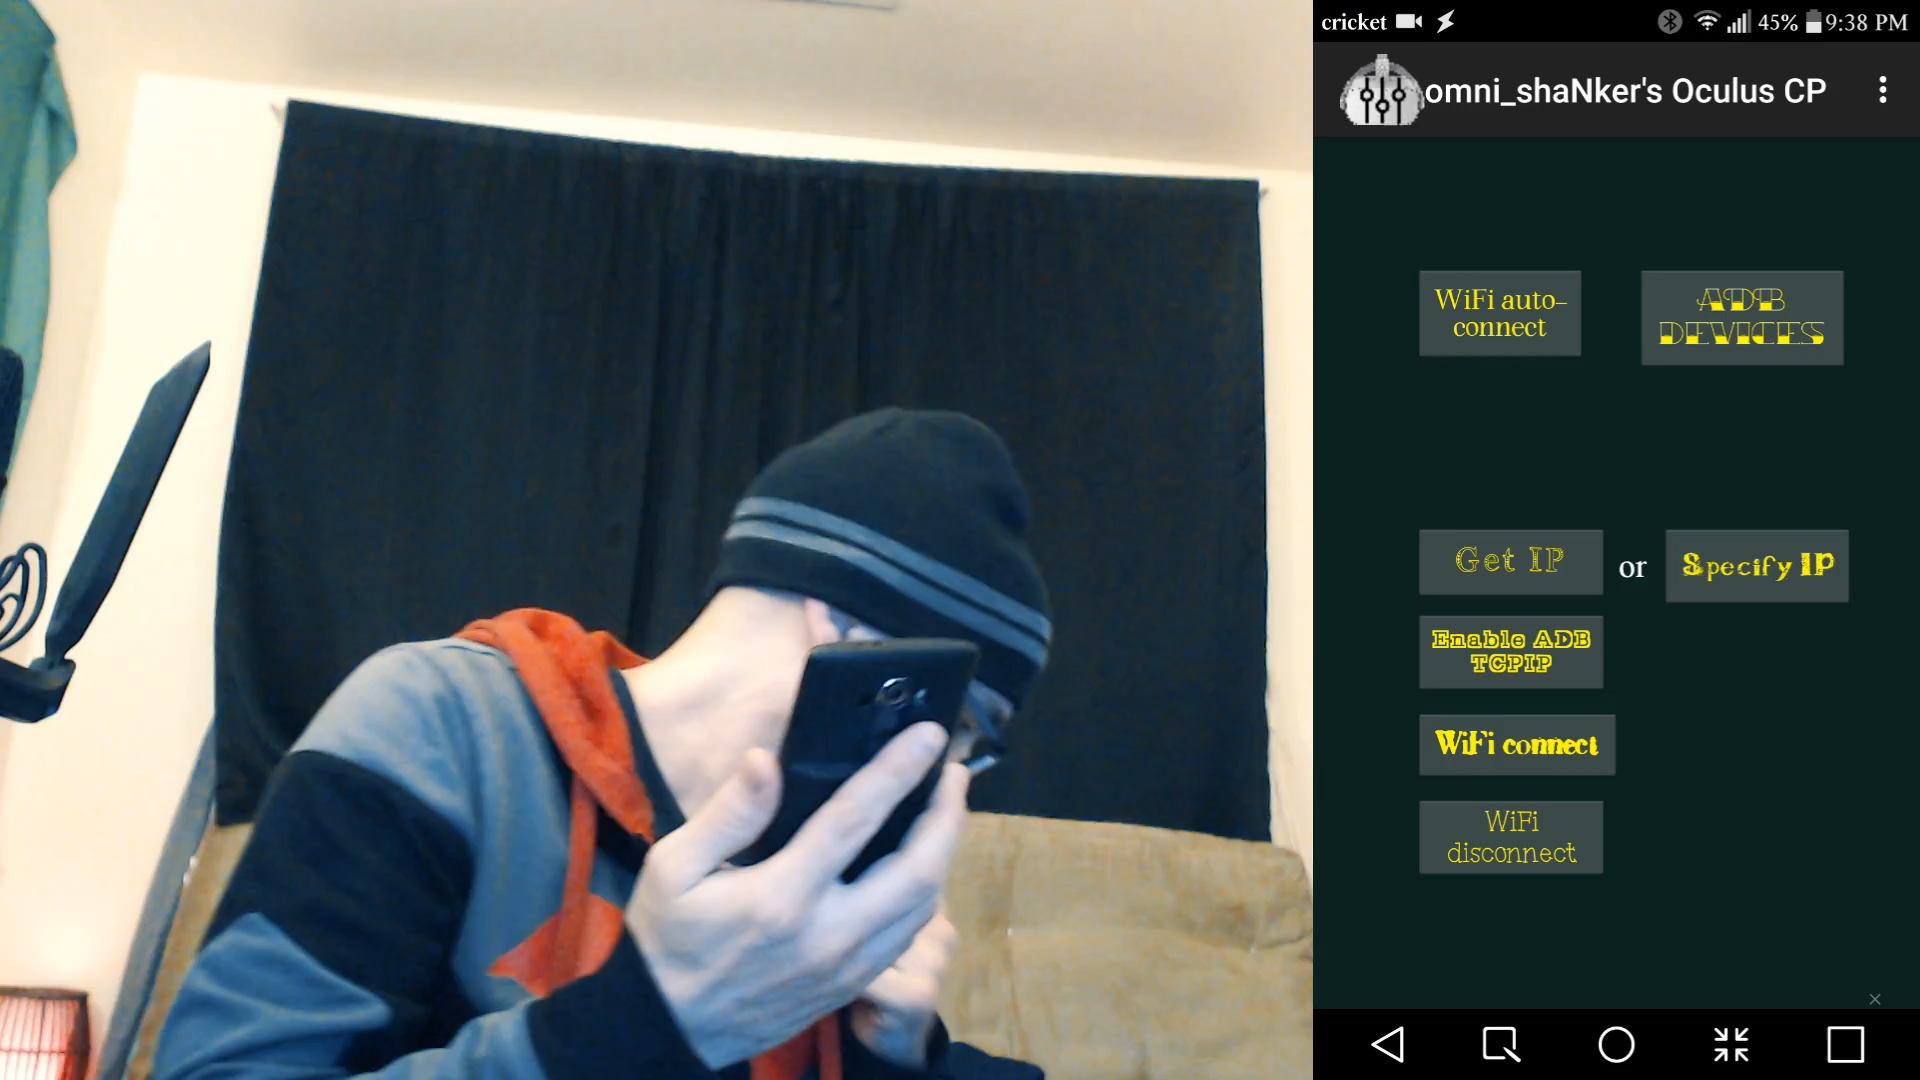 cricket 45% 9:38 PM
omni_shaNker's Oculus CP
WiFi auto-
connect
ADB
DEVICES
Get IP or Specify IP
Enable ADB
TCPIP
WiFi connect
WiFi
disconnect